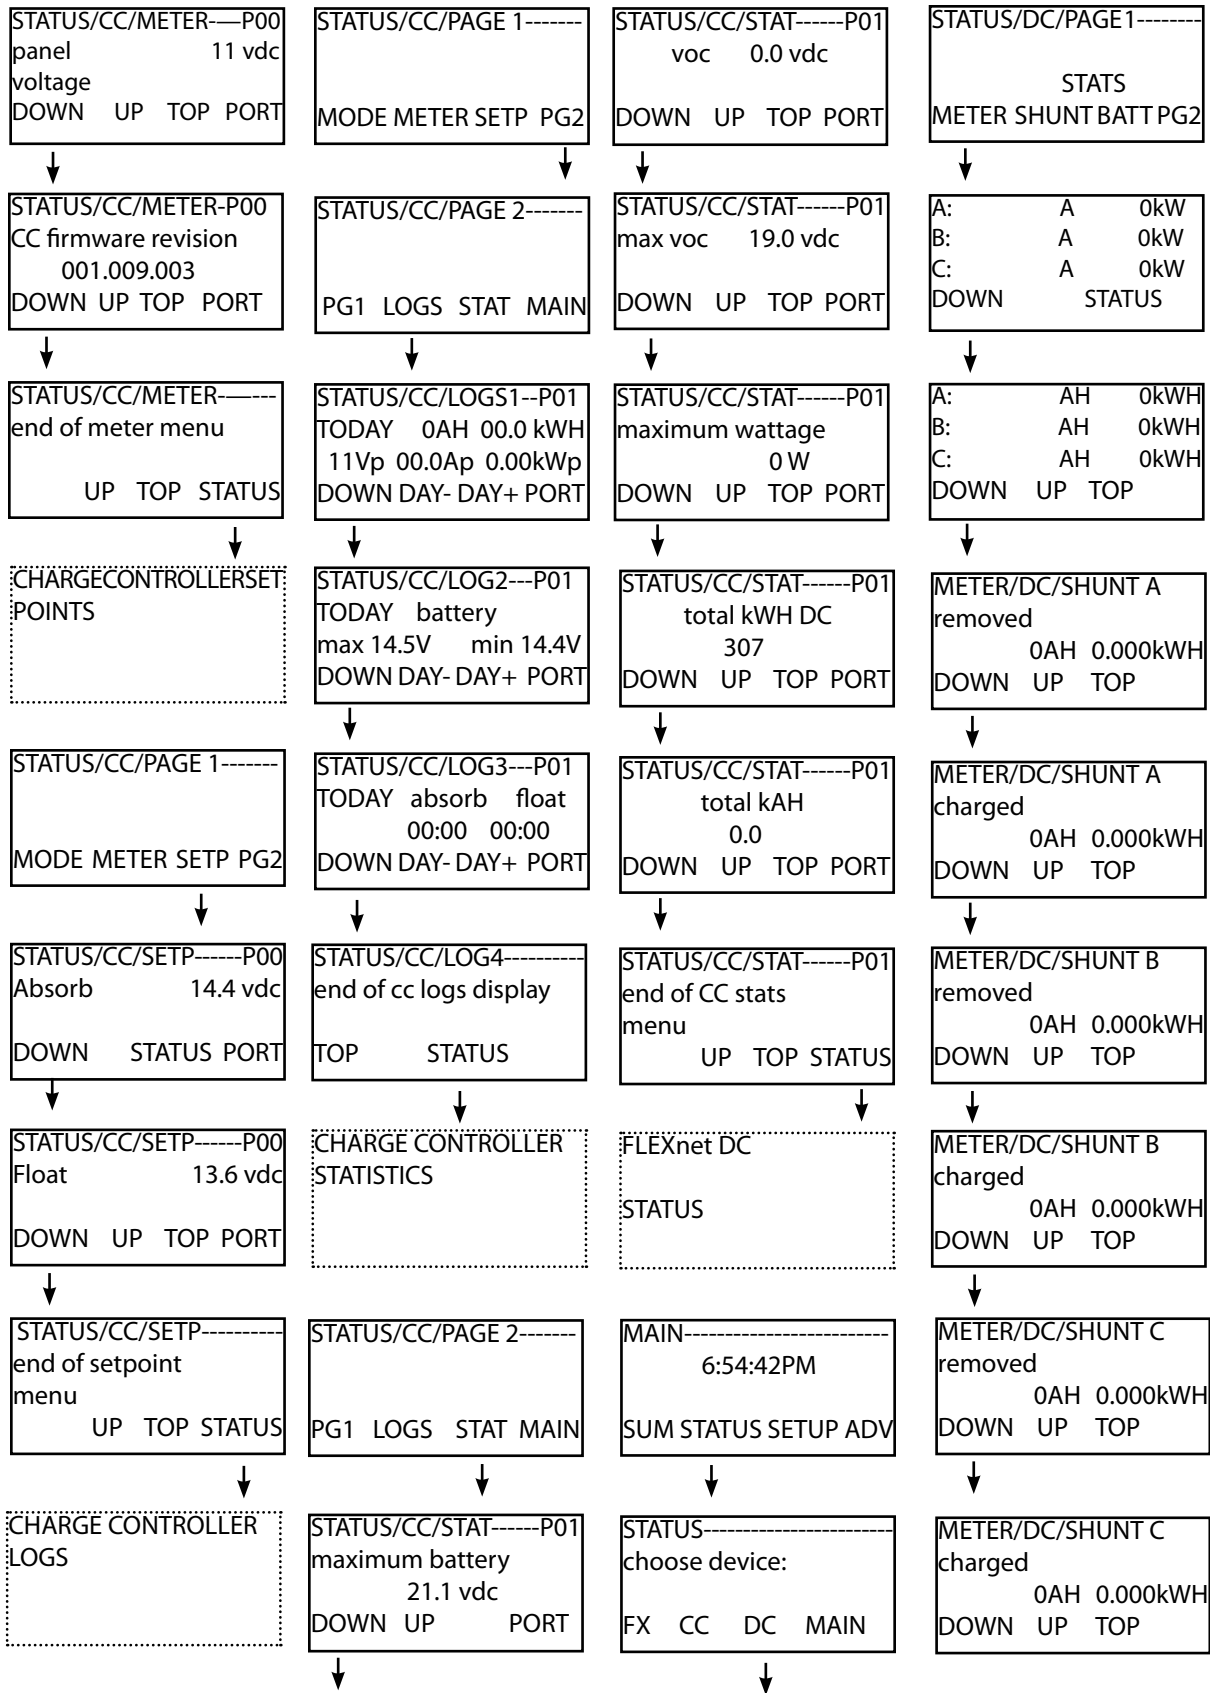 STATUS/CC/METER-—P00
panel 11 vdc
voltage
DOWN UP TOP PORT
STATUS/CC/METER-P00
CC firmware revision
001.009.003
DOWN UP TOP PORT
STATUS/CC/METER-—---
end of meter menu
UP TOP STATUS
CHARGECONTROLLERSET
POINTS
STATUS/CC/PAGE 1-------
MODE METER SETP PG2
STATUS/CC/SETP------P00
Absorb 14.4 vdc
DOWN STATUS PORT
STATUS/CC/SETP------P00
Float 13.6 vdc
DOWN UP TOP PORT
STATUS/CC/SETP----------
end of setpoint
menu
UP TOP STATUS
CHARGE CONTROLLER
LOGS
STATUS/CC/PAGE 1-------
MODE METER SETP PG2
STATUS/CC/PAGE 2-------
PG1 LOGS STAT MAIN
STATUS/CC/LOGS1--P01
TODAY 0AH 00.0 kWH
11Vp 00.0Ap 0.00kWp
DOWN DAY- DAY+ PORT
STATUS/CC/LOG2---P01
TODAY battery
max 14.5V min 14.4V
DOWN DAY- DAY+ PORT
STATUS/CC/LOG3---P01
TODAY absorb float
00:00 00:00
DOWN DAY- DAY+ PORT
STATUS/CC/LOG4----------
end of cc logs display
TOP STATUS
CHARGE CONTROLLER
STATISTICS
STATUS/CC/PAGE 2-------
PG1 LOGS STAT MAIN
STATUS/CC/STAT------P01
maximum battery
21.1 vdc
DOWN UP PORT
STATUS/CC/STAT------P01
voc 0.0 vdc
DOWN UP TOP PORT
STATUS/CC/STAT------P01
max voc 19.0 vdc
DOWN UP TOP PORT
STATUS/CC/STAT------P01
maximum wattage
0 W
DOWN UP TOP PORT
STATUS/CC/STAT------P01
total kWH DC
307
DOWN UP TOP PORT
STATUS/CC/STAT------P01
total kAH
0.0
DOWN UP TOP PORT
STATUS/CC/STAT------P01
end of CC stats
menu
UP TOP STATUS
FLEXnet DC
STATUS
MAIN--------------------------
6:54:42PM
SUM STATUS SETUP ADV
STATUS------------------------
choose device:
FX CC DC MAIN
STATUS/DC/PAGE1--------
STATS
METER SHUNT BATT PG2
A: A 0kW
B: A 0kW
C: A 0kW
DOWN STATUS
A: AH 0kWH
B: AH 0kWH
C: AH 0kWH
DOWN UP TOP
METER/DC/SHUNT A
removed
0AH 0.000kWH
DOWN UP TOP
METER/DC/SHUNT A
charged
0AH 0.000kWH
DOWN UP TOP
METER/DC/SHUNT B
removed
0AH 0.000kWH
DOWN UP TOP
METER/DC/SHUNT B
charged
0AH 0.000kWH
DOWN UP TOP
METER/DC/SHUNT C
removed
0AH 0.000kWH
DOWN UP TOP
METER/DC/SHUNT C
charged
0AH 0.000kWH
DOWN UP TOP